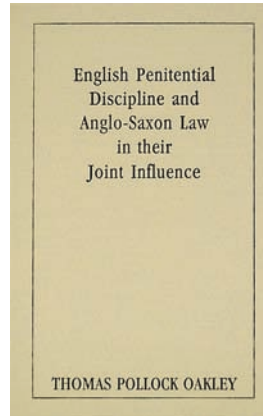 English Penitential
Discipline and
Anglo-Saxon Law
in their
Joint Influence
THOMAS POLLOCK OAKLEY